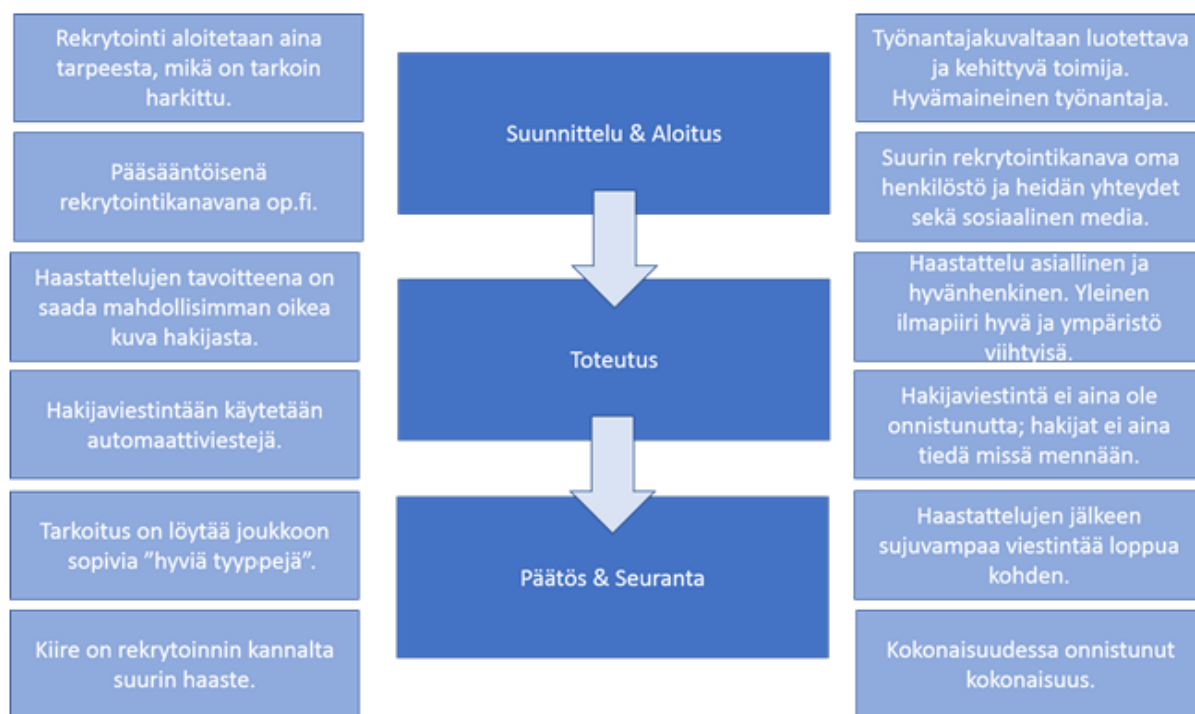 Rekrytointi aloitetaan aina
tarpeesta, mikä on tarkoin
harkittu.
Pääsääntöisenä
rekrytointikanavana op.fi.
Haastattelujen tavoitteena on
saada mahdollisimman oikea
kuva hakijasta.
Hakijaviestintään käytetään
automaattiviestejä.
Tarkoitus on löytää joukkoon
sopivia ”hyviä tyyppejä”.
Kiire on rekrytoinnin kannalta
suurin haaste.
Suunnittelu & Aloitus
Toteutus
Päätös & Seuranta
Työnantajakuvaltaan luotettava
ja kehittyvä toimija.
Hyvämaineinen työnantaja.
Suurin rekrytointikanava oma
henkilöstö ja heidän yhteydet
sekä sosiaalinen media.
Haastattelu asiallinen ja
hyvänhenkinen. Yleinen
ilmapiiri hyvä ja ympäristö
viihtyisä.
Hakijaviestintä ei aina ole
onnistunutta; hakijat ei aina
tiedä missä mennään.
Haastattelujen jälkeen
sujuvampaa viestintää loppua
kohden.
Kokonaisuudessa onnistunut
kokonaisuus.